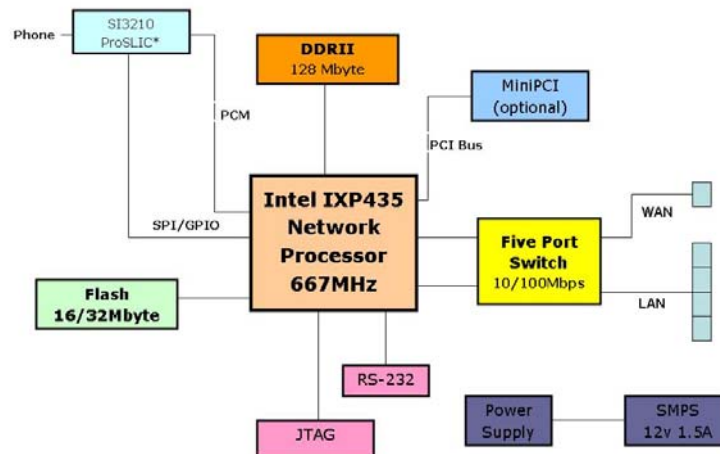 SI3210
ProSLIC*
Phone
DDRII
128 Mbyte
MiniPCI
(optional)
PCM
PCI Bus
Intel IXP435
Network
Processor
667MHz
SPI/GPIO
WAN
Five Port
Switch
10/100Mbps
Flash
16/32Mbyte
LAN
RS-232
JTAG
Power
Supply
SMPS
12v 1.5A